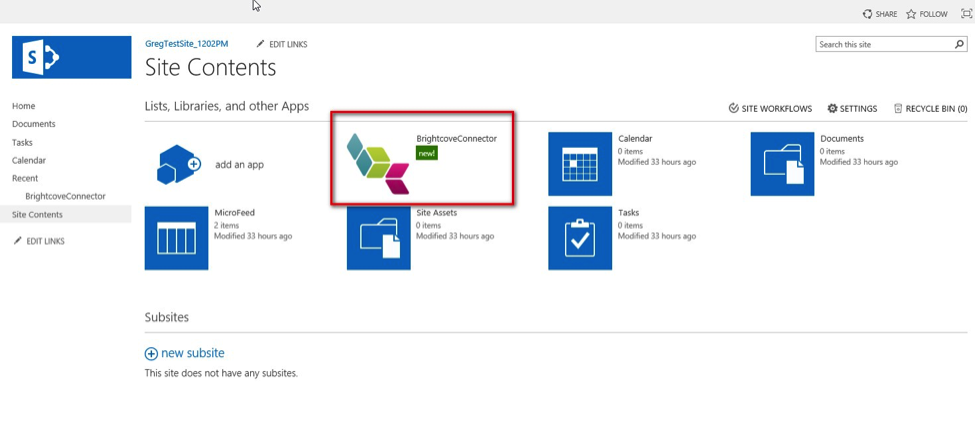 SHARE
FOLLOW
S
GregTestSite_1202PM
EDIT LINKS
Search this site
Site Contents
Home
Documents
Tasks
Calendar
Recent
BrightcoveConnector
Site Contents
EDIT LINKS
Lists, Libraries, and other Apps
SITE WORKFLOWS
SETTINGS
RECYCLE BIN (0)
add an app
BrightcoveConnector
new!
Calendar
0 items
Modified 33 hours ago
Documents
0 items
Modified 33 hours ago
MicroFeed
2 items
Modified 33 hours ago
Site Assets
0 items
Modified 33 hours ago
Tasks
0 items
Modified 33 hours ago
Subsites
new subsite
This site does not have any subsites.